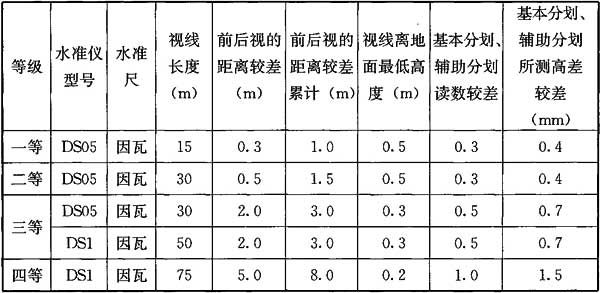 等级 水准仪型号 水准尺 视线长度（m） 前后视的距离较差（m） 前后视的距离较差累计（m） 视线离地面最低高度（m） 基本分划、辅助分划读数较差 基本分划、辅助分划所测高差较差（mm）
一等 DS05 因瓦 15 0.3 1.0 0.5 0.3 0.4
二等 DS05 因瓦 30 0.5 1.5 0.5 0.3 0.4
三等 DS05 因瓦 30 2.0 3.0 0.3 0.5 0.7
DS1 因瓦 50 2.0 3.0 0.3 0.5 0.7
四等 DS1 因瓦 75 5.0 8.0 0.2 1.0 1.5